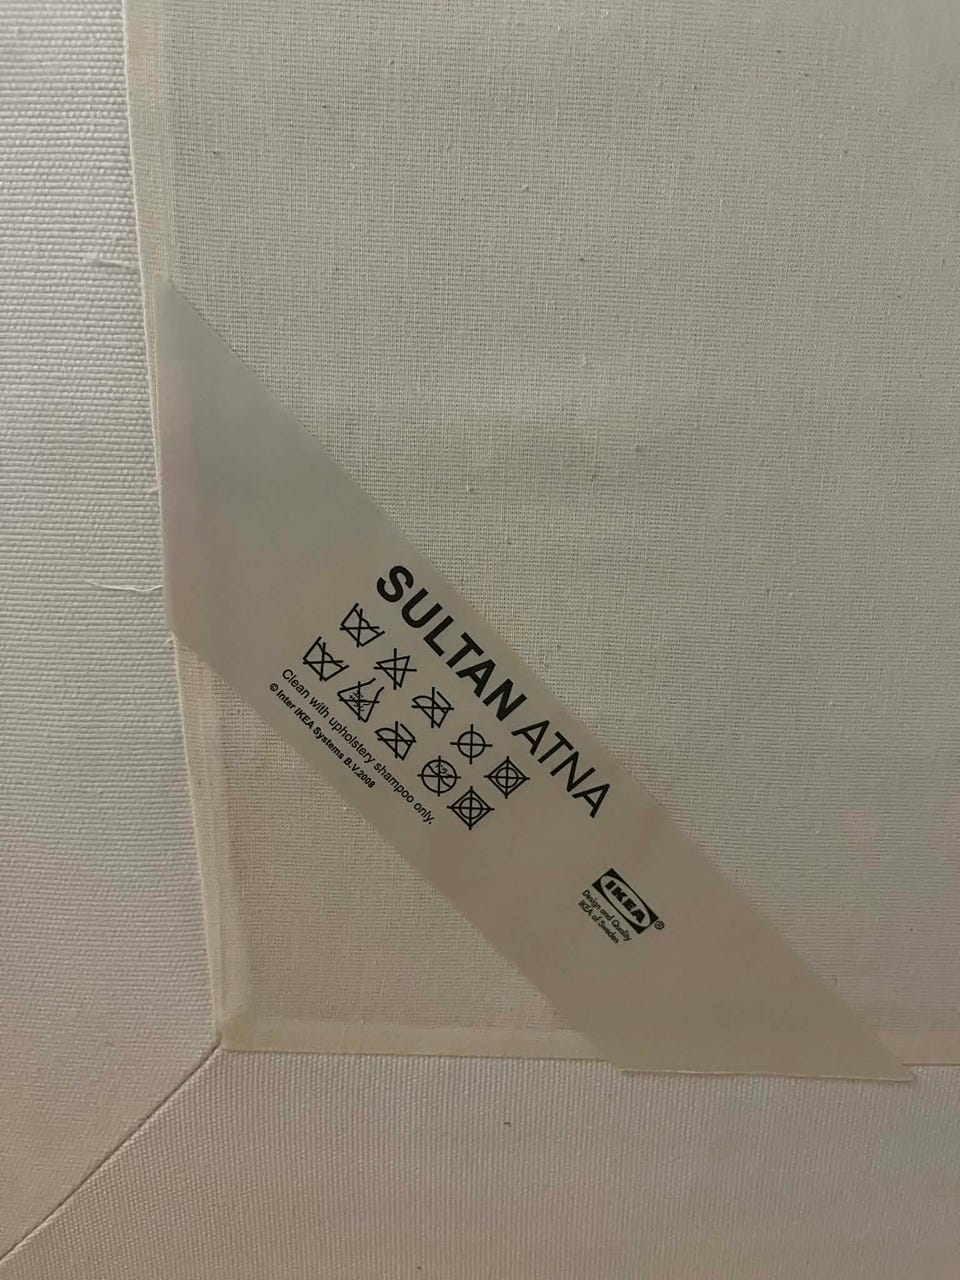 SULTAN ATNA
Clean with upholstery shampoo only.
© Inter IKEA Systems B.V.2008
IKEA®
Design and Quality
IKEA of Sweden